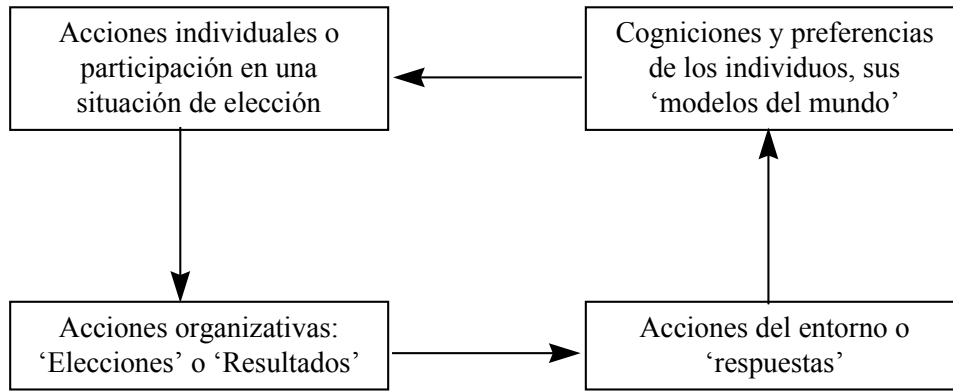 Acciones individuales o
participación en una
situación de elección
Cogniciones y preferencias
de los individuos, sus
‘modelos del mundo’
Acciones organizativas:
‘Elecciones’ o ‘Resultados’
Acciones del entorno o
‘respuestas’